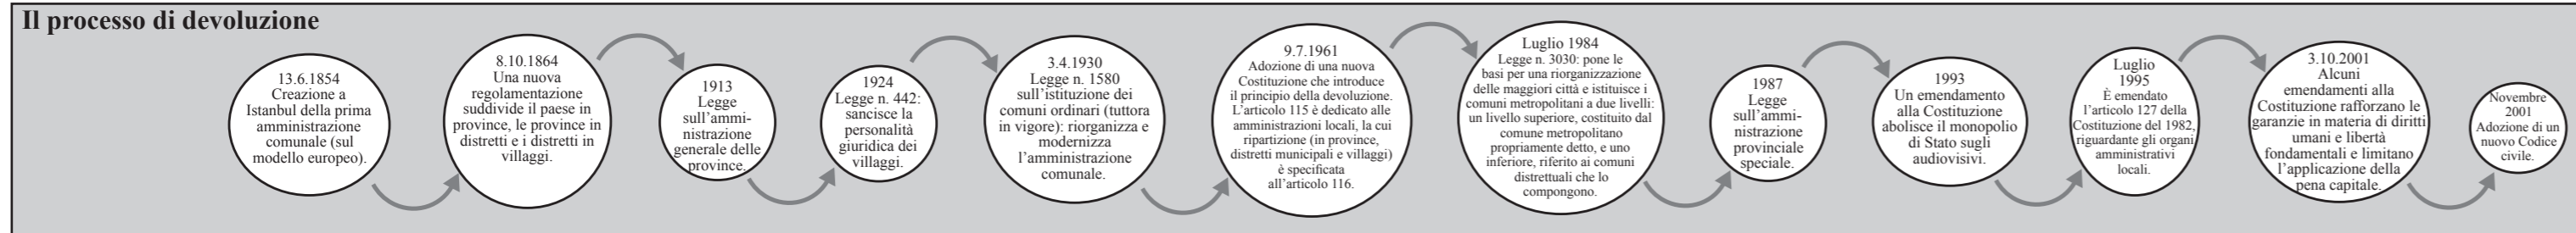 Il processo di devoluzione
13.6.1854
Creazione a
Istanbul della prima
amministrazione
comunale (sul
modello europeo).
8.10.1864
Una nuova
regolamentazione
suddivide il paese in
province, le province in
distretti e i distretti in
villaggi.
1913
Legge
sull’ammi-
nistrazione
generale delle
province.
1924
Legge n. 442:
sancisce la
personalità
giuridica dei
villaggi.
3.4.1930
Legge n. 1580
sull’istituzione dei
comuni ordinari (tuttora
in vigore): riorganizza e
modernizza
l’amministrazione
comunale.
9.7.1961
Adozione di una nuova
Costituzione che introduce
il principio della devoluzione.
L’articolo 115 è dedicato alle
amministrazioni locali, la cui
ripartizione (in province,
distretti municipali e villaggi)
è specificata
all’articolo 116.
Luglio 1984
Legge n. 3030: pone le
basi per una riorganizzazione
delle maggiori città e istituisce i
comuni metropolitani a due livelli:
un livello superiore, costituito dal
comune metropolitano
propriamente detto, e uno
inferiore, riferito ai comuni
distrettuali che lo
compongono.
1987
Legge
sull’ammi-
nistrazione
provinciale
speciale.
1993
Un emendamento
alla Costituzione
abolisce il monopolio
di Stato sugli
audiovisivi.
Luglio
1995
È emendato
l’articolo 127 della
Costituzione del 1982,
riguardante gli organi
amministrativi
locali.
3.10.2001
Alcuni
emendamenti alla
Costituzione rafforzano le
garanzie in materia di diritti
umani e libertà
fondamentali e limitano
l’applicazione della
pena capitale.
Novembre
2001
Adozione di un
nuovo Codice
civile.